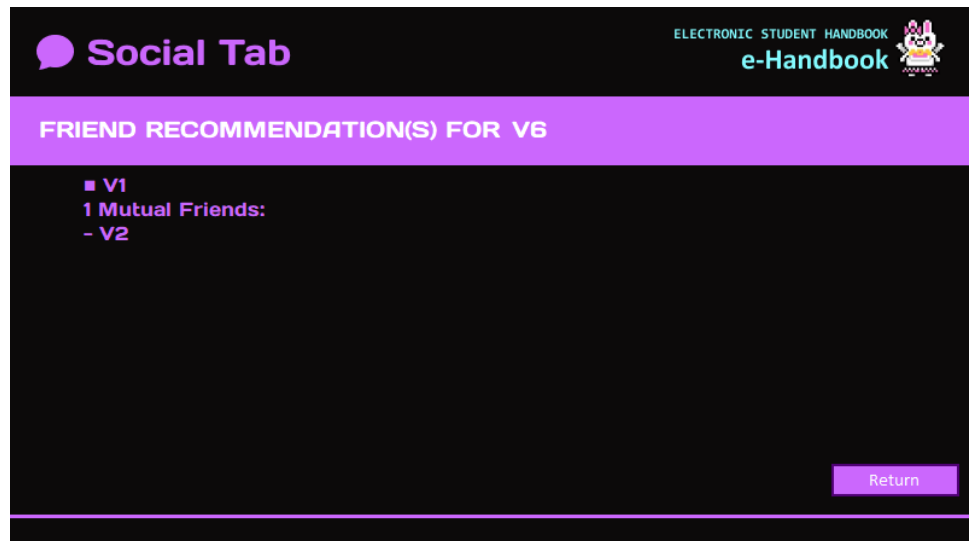 Social Tab
ELECTRONIC STUDENT HANDBOOK
e-Handbook
FRIEND RECOMMENDATION(S) FOR V6
■ V1
1 Mutual Friends:
- V2
Return